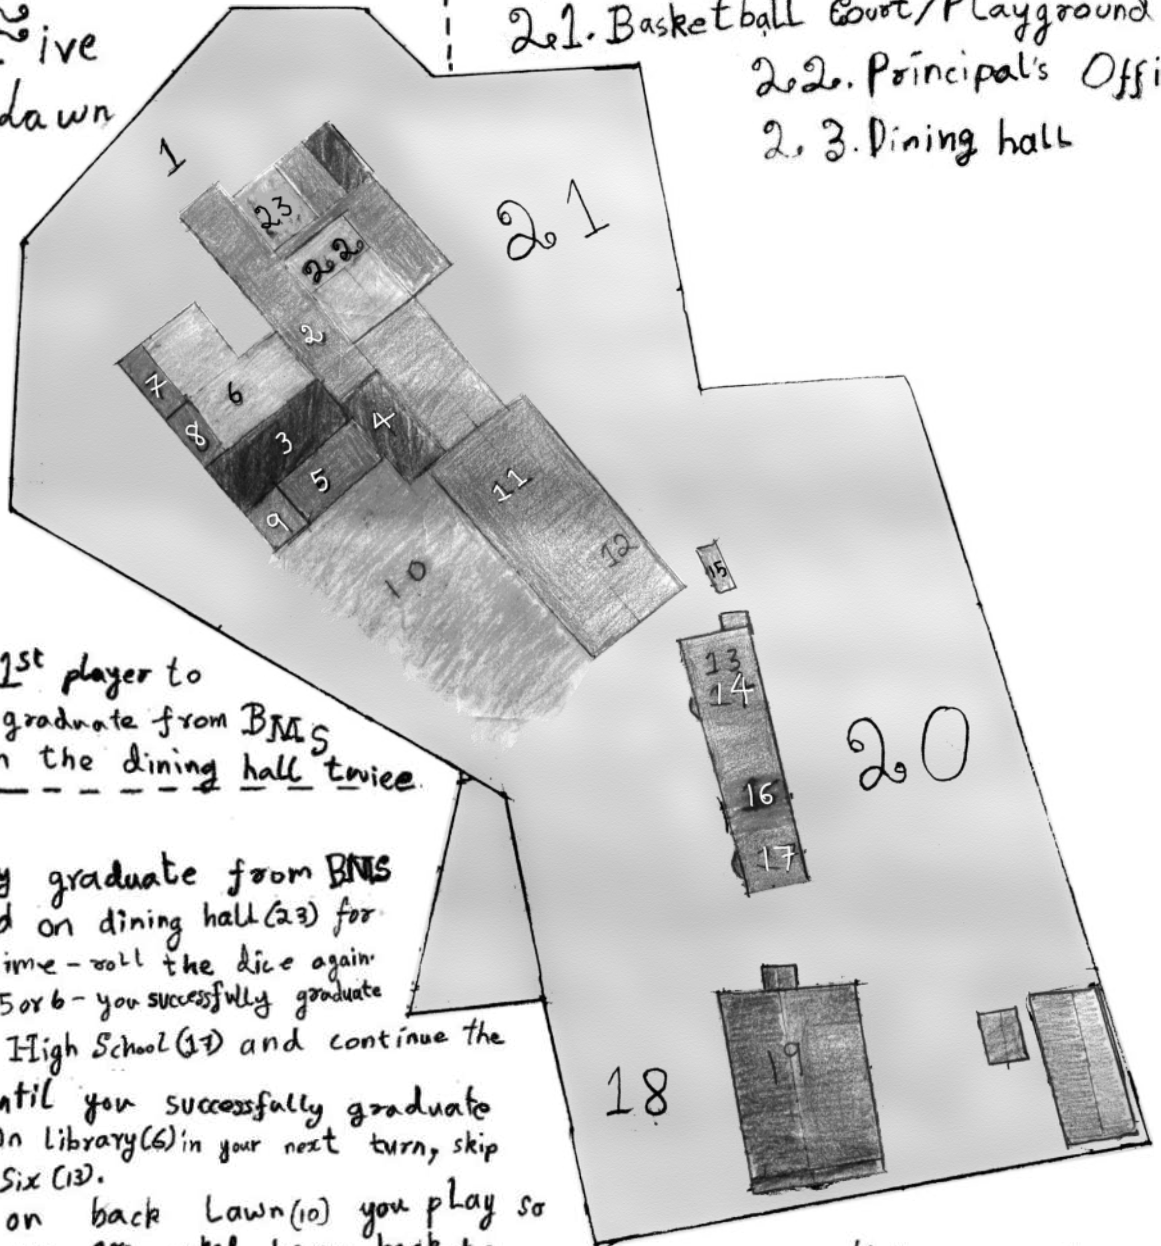 ive
lawn
2.1. Basketball Court/Playground
2.2. Principal's Offi
2.3. Dining hall
1
21
23
22
2
7
6
8
3
4
5
9
11
12
10
15
13
14
16
17
20
18
19
1st player to
graduate from BMS
n the dining hall twice.
y graduate from BMS
d on dining hall (23) for
ime - roll the dice again.
5 or 6 - you successfully graduate
High School (17) and continue the
ntil you successfully graduate
on library (6) in your next turn, skip
Six (13).
on back Lawn (10) you play so